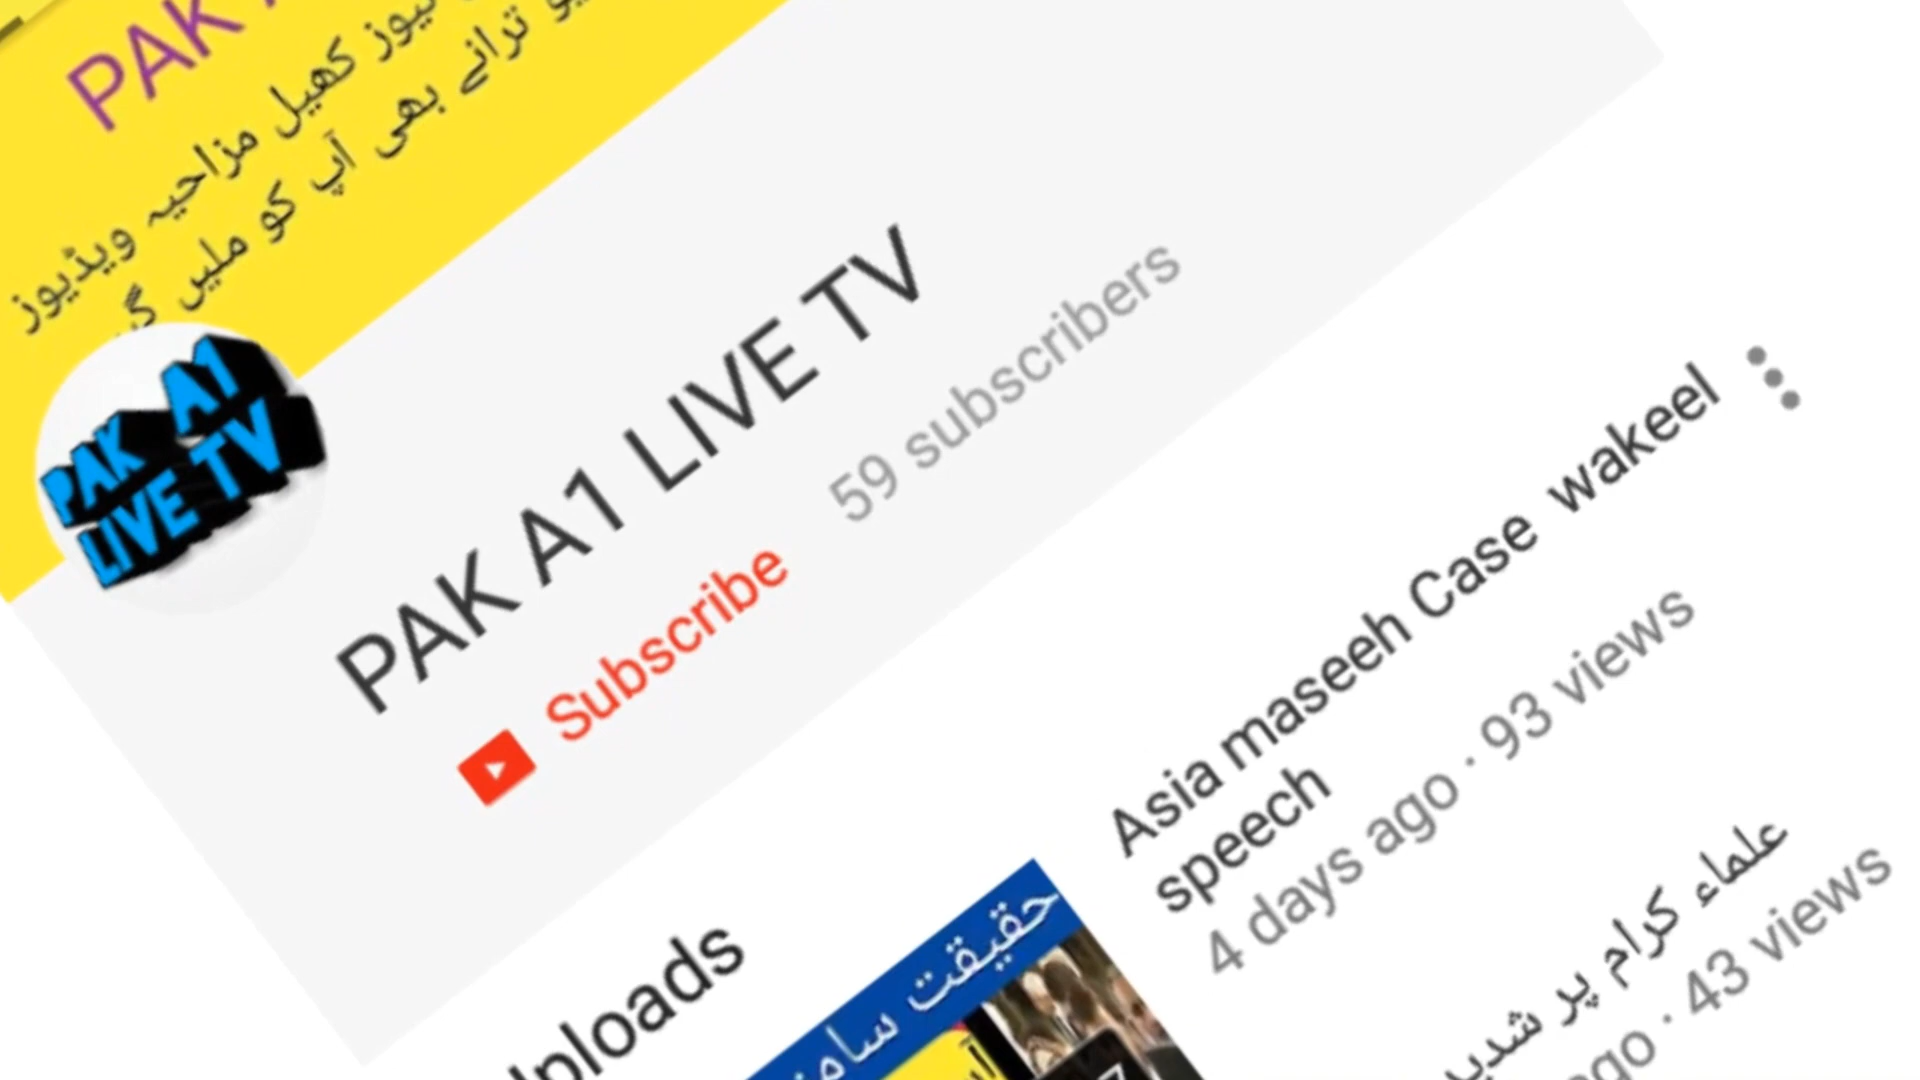 PAK
نیوز کھیل مزاحیہ ویڈیوز
ترانے بھی آپ کو ملیں گے
PAK A1
LIVE TV
PAK A1 LIVE TV
Subscribe 59 subscribers
Uploads
حقیقت سامنے
Asia maseeh Case wakeel
speech
4 days ago · 93 views
علماء کرام پر شدید
ago · 43 views